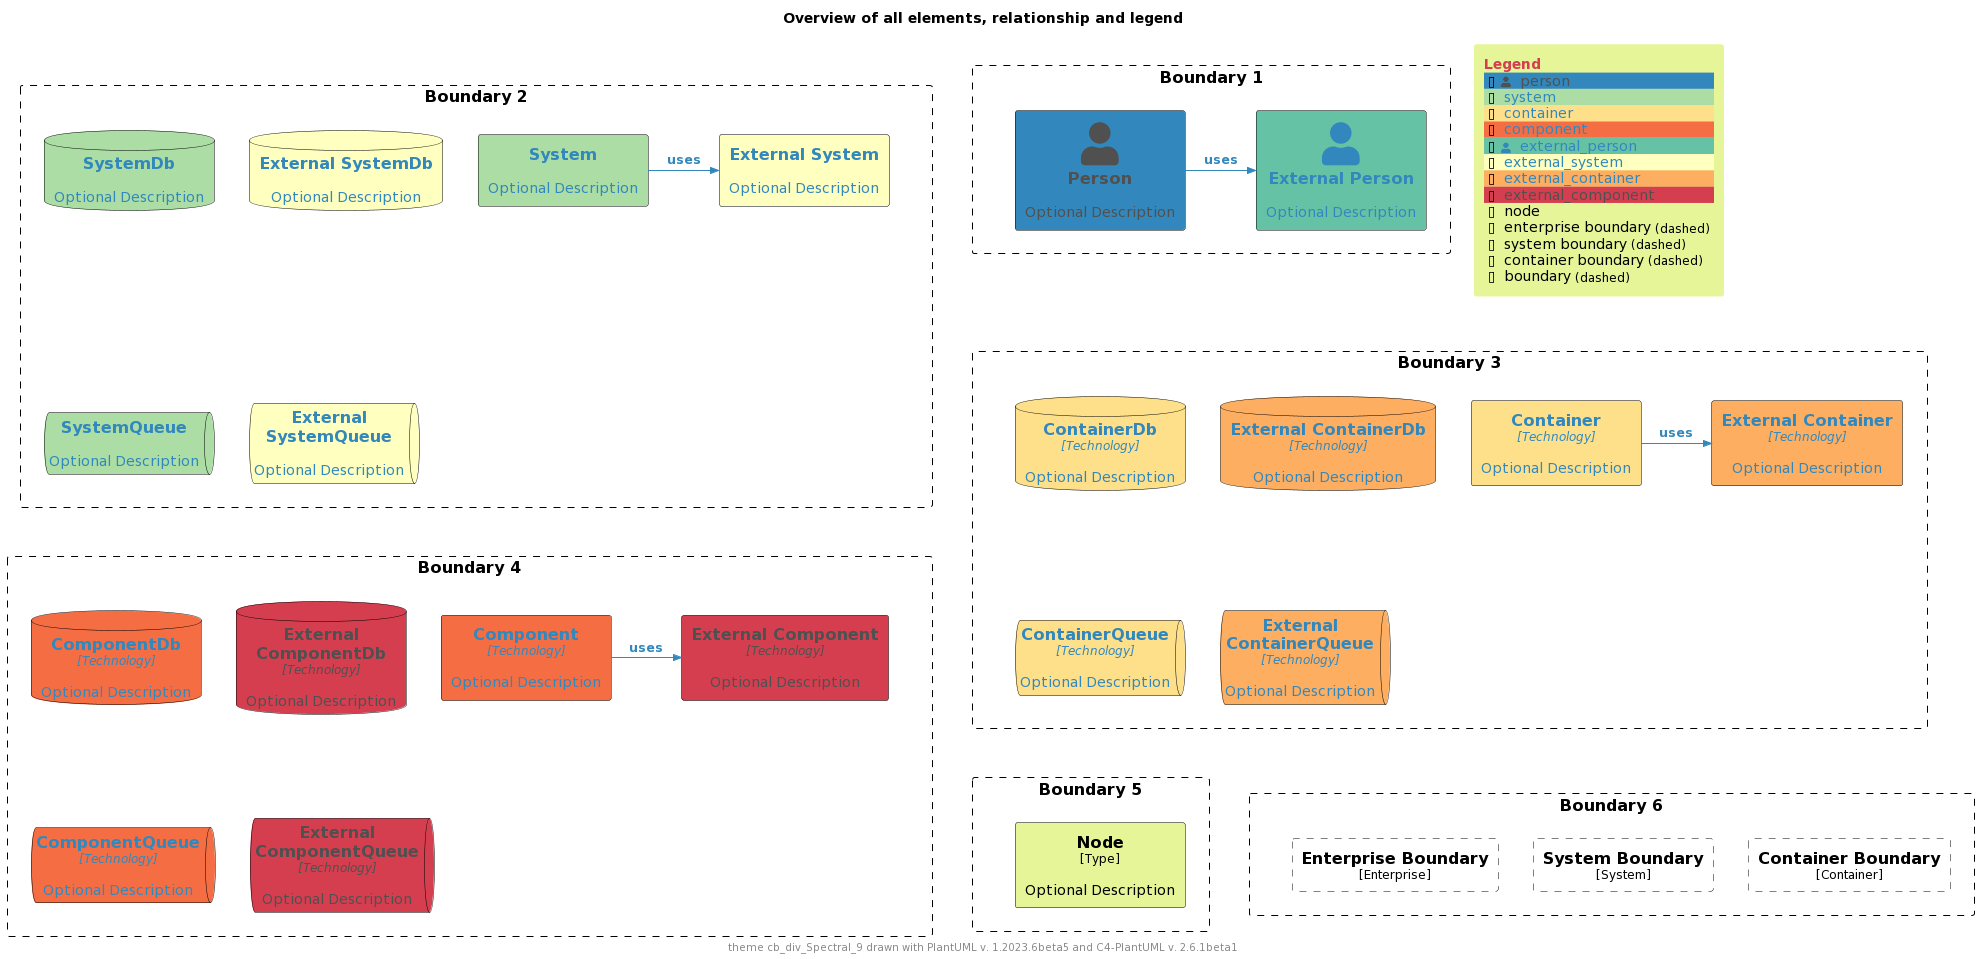 Overview of all elements, relationship and legend
Boundary 2
SystemDb
Optional Description
External SystemDb
Optional Description
System
Optional Description
uses
External System
Optional Description
SystemQueue
Optional Description
External
SystemQueue
Optional Description
Boundary 1
Person
Optional Description
uses
External Person
Optional Description
Legend
person
system
container
component
external_person
external_system
external_container
external_component
node
enterprise boundary (dashed)
system boundary (dashed)
container boundary (dashed)
boundary (dashed)
Boundary 3
ContainerDb
[Technology]
Optional Description
External ContainerDb
[Technology]
Optional Description
Container
[Technology]
Optional Description
uses
External Container
[Technology]
Optional Description
ContainerQueue
[Technology]
Optional Description
External
ContainerQueue
[Technology]
Optional Description
Boundary 4
ComponentDb
[Technology]
Optional Description
External
ComponentDb
[Technology]
Optional Description
Component
[Technology]
Optional Description
uses
External Component
[Technology]
Optional Description
ComponentQueue
[Technology]
Optional Description
External
ComponentQueue
[Technology]
Optional Description
Boundary 5
Node
[Type]
Optional Description
Boundary 6
Enterprise Boundary
[Enterprise]
System Boundary
[System]
Container Boundary
[Container]
theme cb_div_Spectral_9 drawn with PlantUML v. 1.2023.6beta5 and C4-PlantUML v. 2.6.1beta1